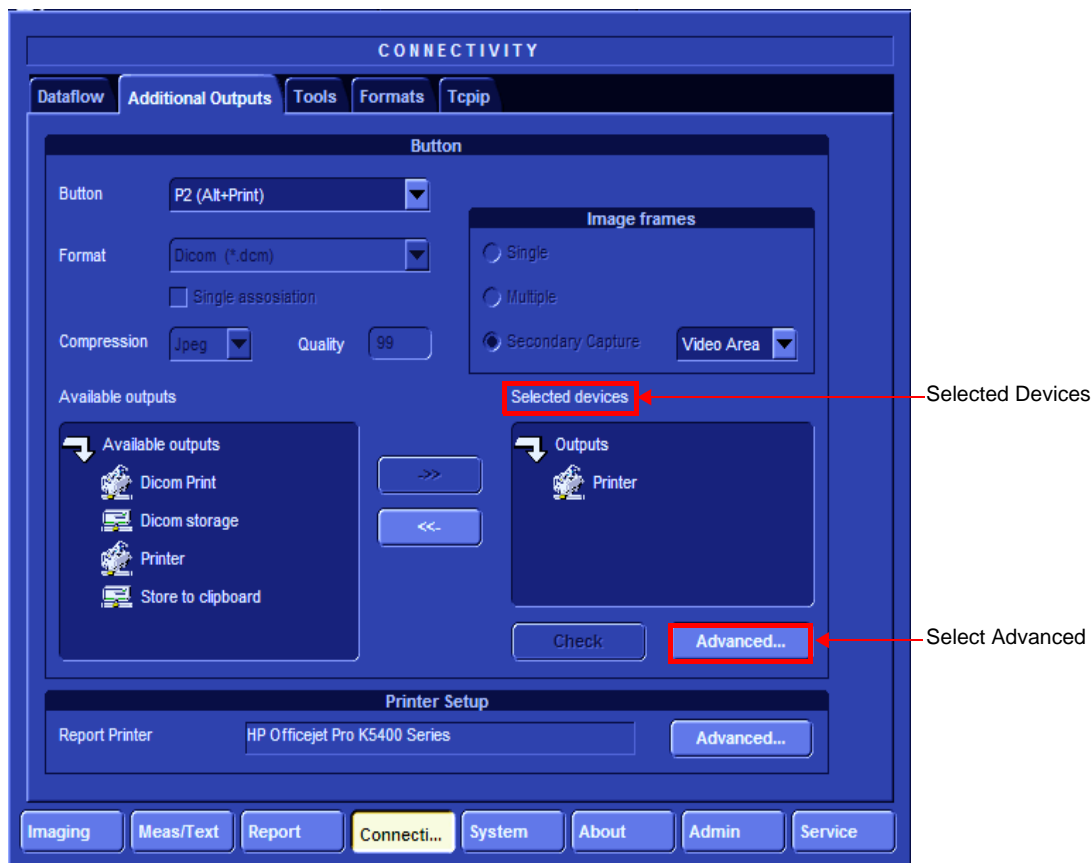 CONNECTIVITY
Dataflow Additional Outputs Tools Formats Tcpip
Button
Button P2 (Alt+Print)
Image frames
Format Dicom (*.dcm) Single
Single assosiation Multiple
Compression Jpeg Quality 99 Secondary Capture Video Area
Available outputs Selected devices Selected Devices
Available outputs ->> Outputs
Dicom Print Printer
Dicom storage <<-
Printer
Store to clipboard
Check Advanced... Select Advanced
Printer Setup
Report Printer HP Officejet Pro K5400 Series Advanced...
Imaging Meas/Text Report Connecti... System About Admin Service